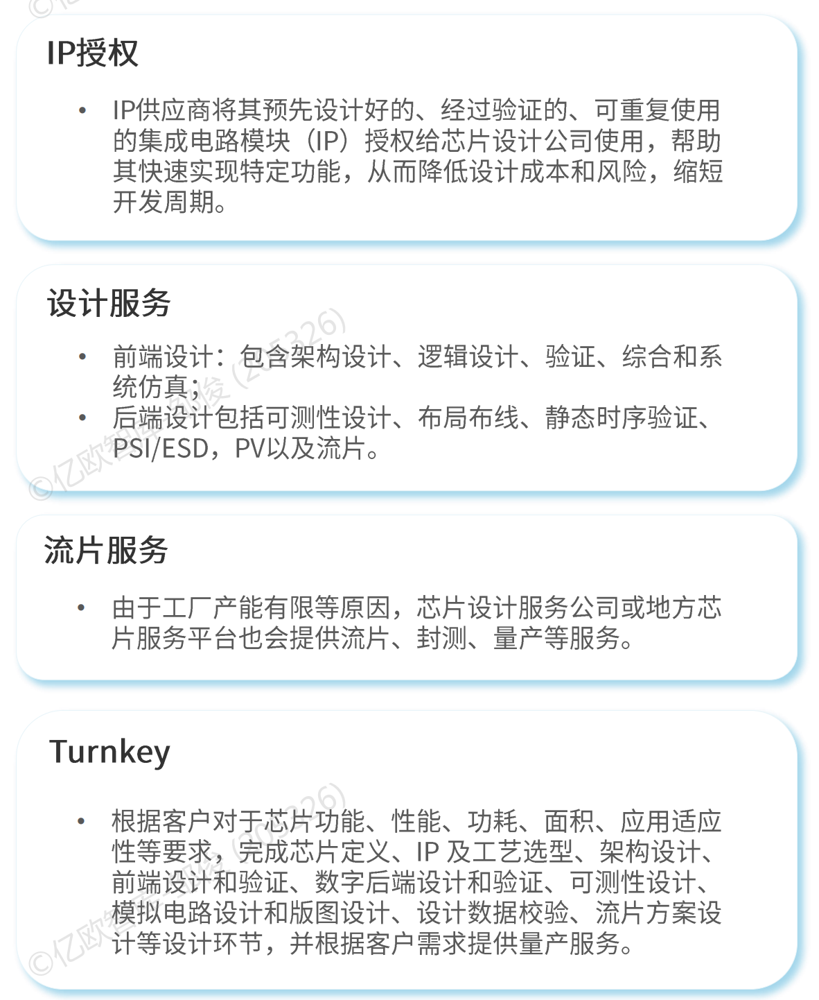 IP授权
• IP供应商将其预先设计好的、经过验证的、可重复使用
的集成电路模块（IP）授权给芯片设计公司使用，帮助
其快速实现特定功能，从而降低设计成本和风险，缩短
开发周期。
设计服务
• 前端设计：包含架构设计、逻辑设计、验证、综合和系
统仿真；
• 后端设计包括可测性设计、布局布线、静态时序验证、
PSI/ESD，PV以及流片。
©亿欧智库-邹俊 (205326)
流片服务
• 由于工厂产能有限等原因，芯片设计服务公司或地方芯
片服务平台也会提供流片、封测、量产等服务。
Turnkey
• 根据客户对于芯片功能、性能、功耗、面积、应用适应
性等要求，完成芯片定义、IP 及工艺选型、架构设计、
前端设计和验证、数字后端设计和验证、可测性设计、
模拟电路设计和版图设计、设计数据校验、流片方案设
计等设计环节，并根据客户需求提供量产服务。
©亿欧智库-邹俊 (205326)